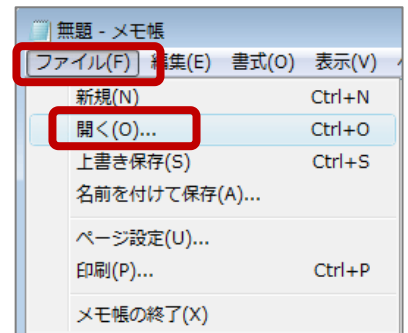 無題 - メモ帳
ファイル(F) 編集(E) 書式(O) 表示(V)
新規(N) Ctrl+N
開く(O)... Ctrl+O
上書き保存(S) Ctrl+S
名前を付けて保存(A)...
ページ設定(U)...
印刷(P)... Ctrl+P
メモ帳の終了(X)